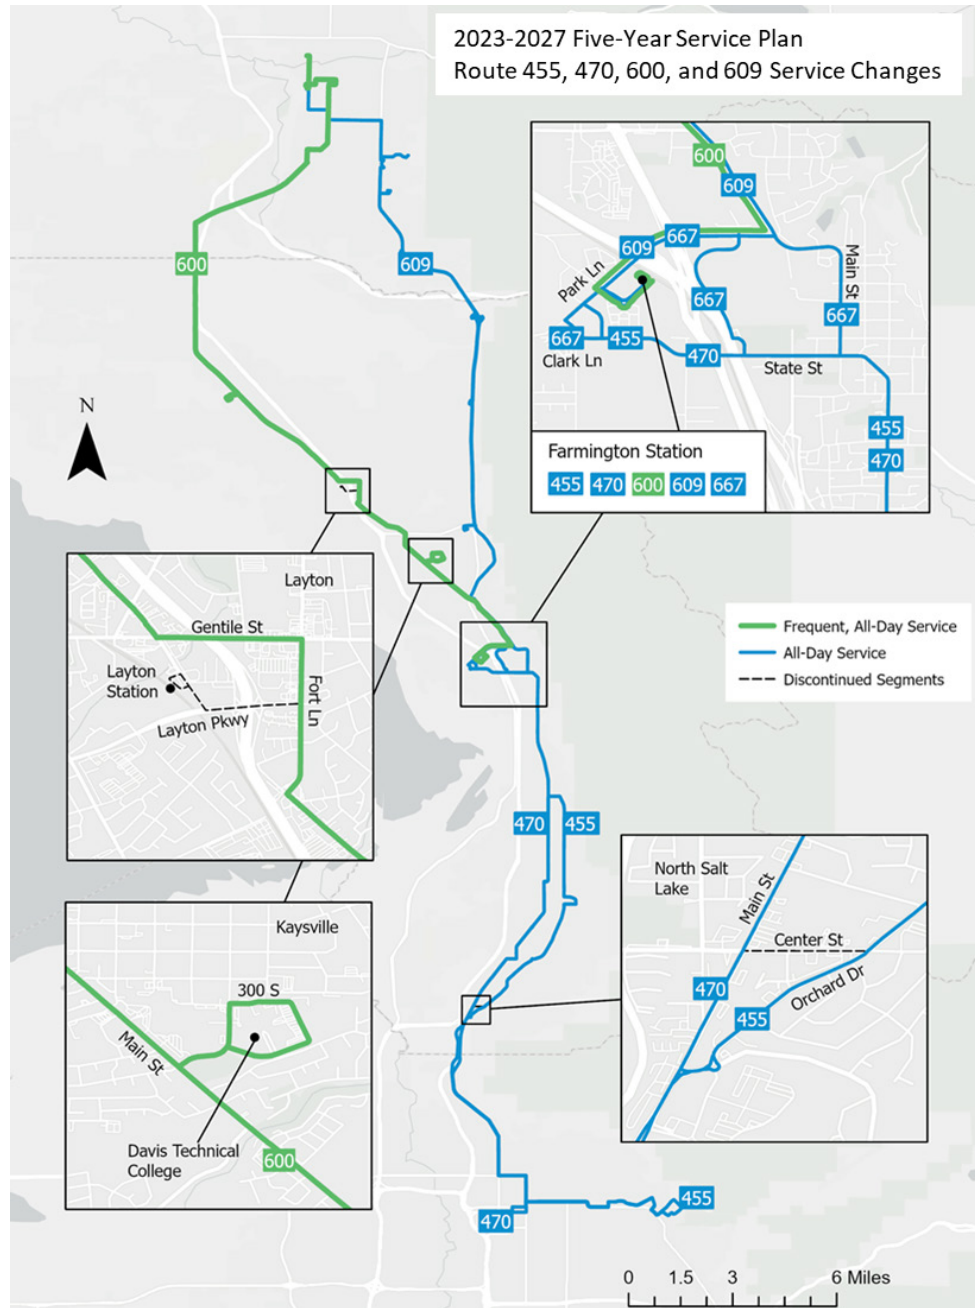 2023-2027 Five-Year Service Plan
Route 455, 470, 600, and 609 Service Changes
600
609
600
609
667
609
Park Ln
Main St
667
667
667
455
470
Clark Ln
State St
455
470
Farmington Station
455 470 600 609 667
N
Layton
Gentile St
Layton
Station
Fort Ln
Layton Pkwy
Frequent, All-Day Service
All-Day Service
Discontinued Segments
470
455
North Salt
Lake
Main St
Center St
470
Orchard Dr
455
Kaysville
300 S
Main St
Davis Technical
College
600
455
470
0 1.5 3 6 Miles